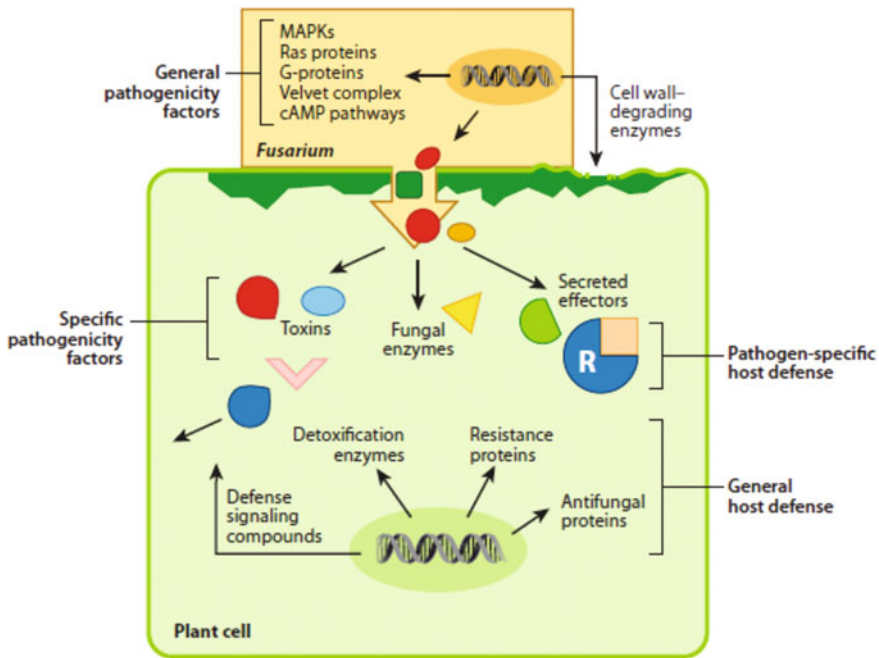 General
pathogenicity
factors
MAPKs
Ras proteins
G-proteins
Velvet complex
cAMP pathways
Fusarium
Cell wall–
degrading
enzymes
Specific
pathogenicity
factors
Toxins
Fungal
enzymes
Secreted
effectors
R
Pathogen-specific
host defense
Detoxification
enzymes
Resistance
proteins
Defense
signaling
compounds
Antifungal
proteins
General
host defense
Plant cell